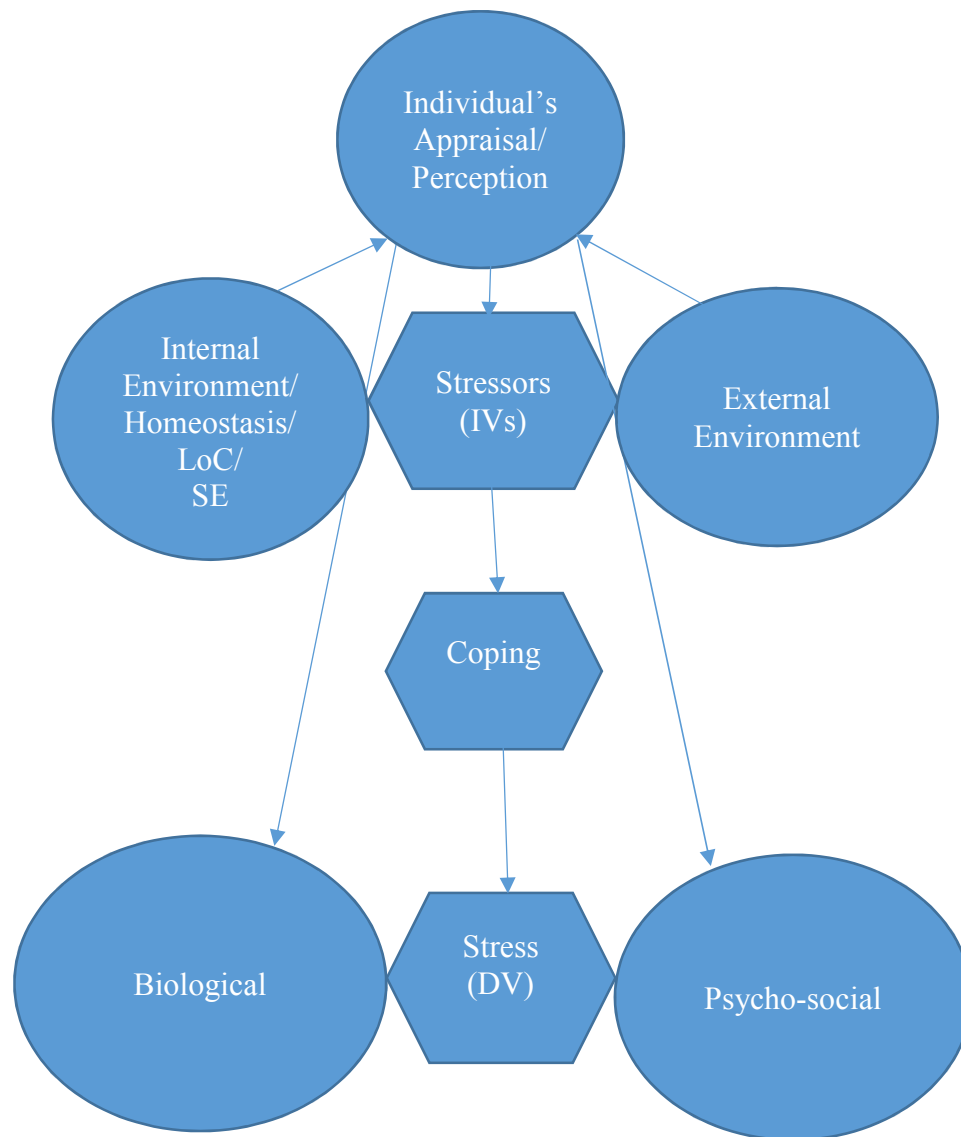 Individual’s
Appraisal/
Perception
Internal
Environment/
Homeostasis/
LoC/
SE
Stressors
(IVs)
External
Environment
Coping
Biological
Stress
(DV)
Psycho-social